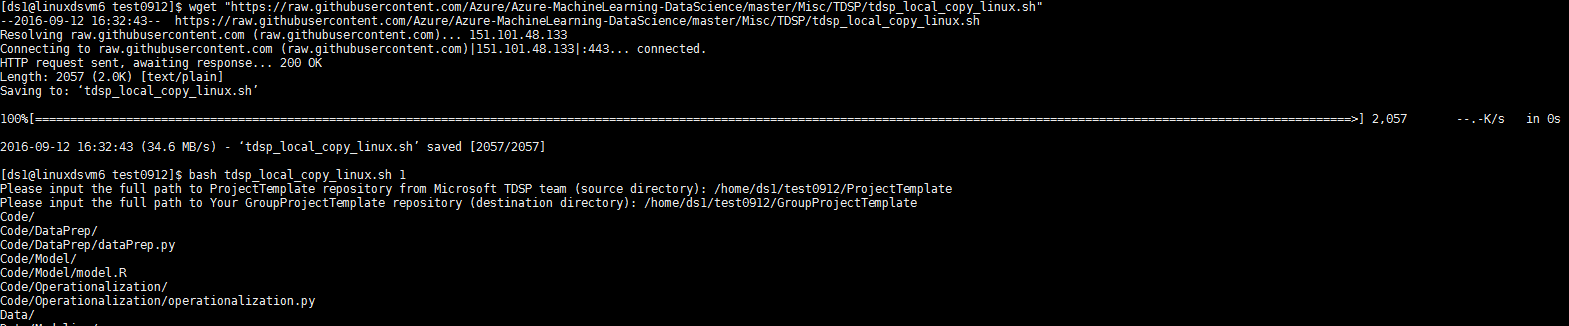 [ds1@linuxdsvm6 test0912]$ wget "https://raw.githubusercontent.com/Azure/Azure-MachineLearning-DataScience/master/Misc/TDSP/tdsp_local_copy_linux.sh"
--2016-09-12 16:32:43--  https://raw.githubusercontent.com/Azure/Azure-MachineLearning-DataScience/master/Misc/TDSP/tdsp_local_copy_linux.sh
Resolving raw.githubusercontent.com (raw.githubusercontent.com)... 151.101.48.133
Connecting to raw.githubusercontent.com (raw.githubusercontent.com)|151.101.48.133|:443... connected.
HTTP request sent, awaiting response... 200 OK
Length: 2057 (2.0K) [text/plain]
Saving to: ‘tdsp_local_copy_linux.sh’
100%[============================================================================================================================================================================================>] 2,057       --.-K/s   in 0s
2016-09-12 16:32:43 (34.6 MB/s) - ‘tdsp_local_copy_linux.sh’ saved [2057/2057]
[ds1@linuxdsvm6 test0912]$ bash tdsp_local_copy_linux.sh 1
Please input the full path to ProjectTemplate repository from Microsoft TDSP team (source directory): /home/ds1/test0912/ProjectTemplate
Please input the full path to Your GroupProjectTemplate repository (destination directory): /home/ds1/test0912/GroupProjectTemplate
Code/
Code/DataPrep/
Code/DataPrep/dataPrep.py
Code/Model/
Code/Model/model.R
Code/Operationalization/
Code/Operationalization/operationalization.py
Data/